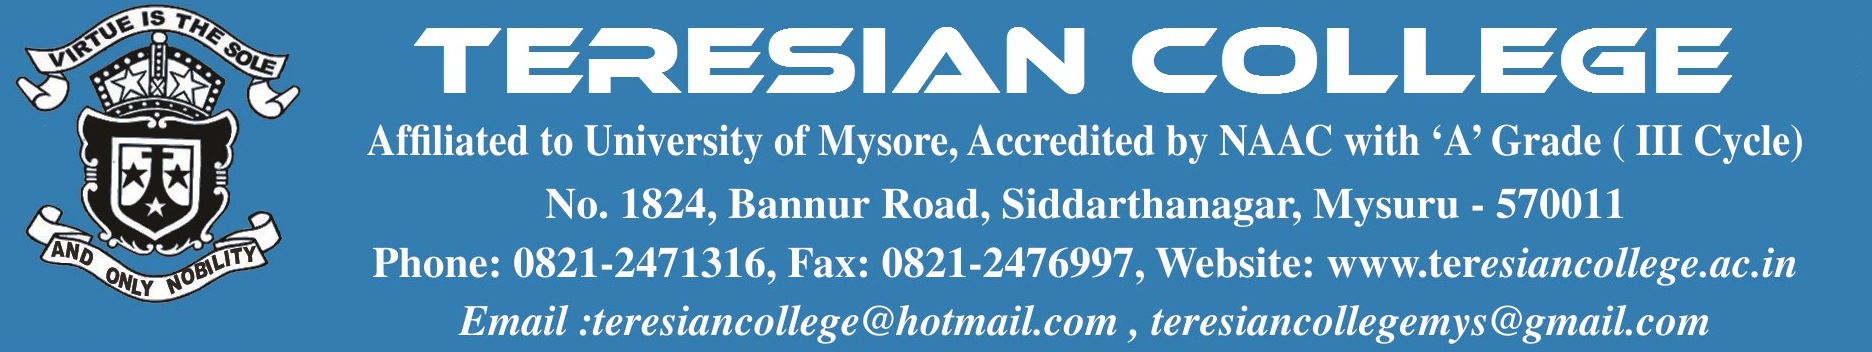 VIRTUE IS THE SOLE
AND ONLY NOBILITY
TERESIAN COLLEGE
Affiliated to University of Mysore, Accredited by NAAC with ‘A’ Grade ( III Cycle)
No. 1824, Bannur Road, Siddarthanagar, Mysuru - 570011
Phone: 0821-2471316, Fax: 0821-2476997, Website: www.teresiancollege.ac.in
Email :teresiancollege@hotmail.com , teresiancollegemys@gmail.com